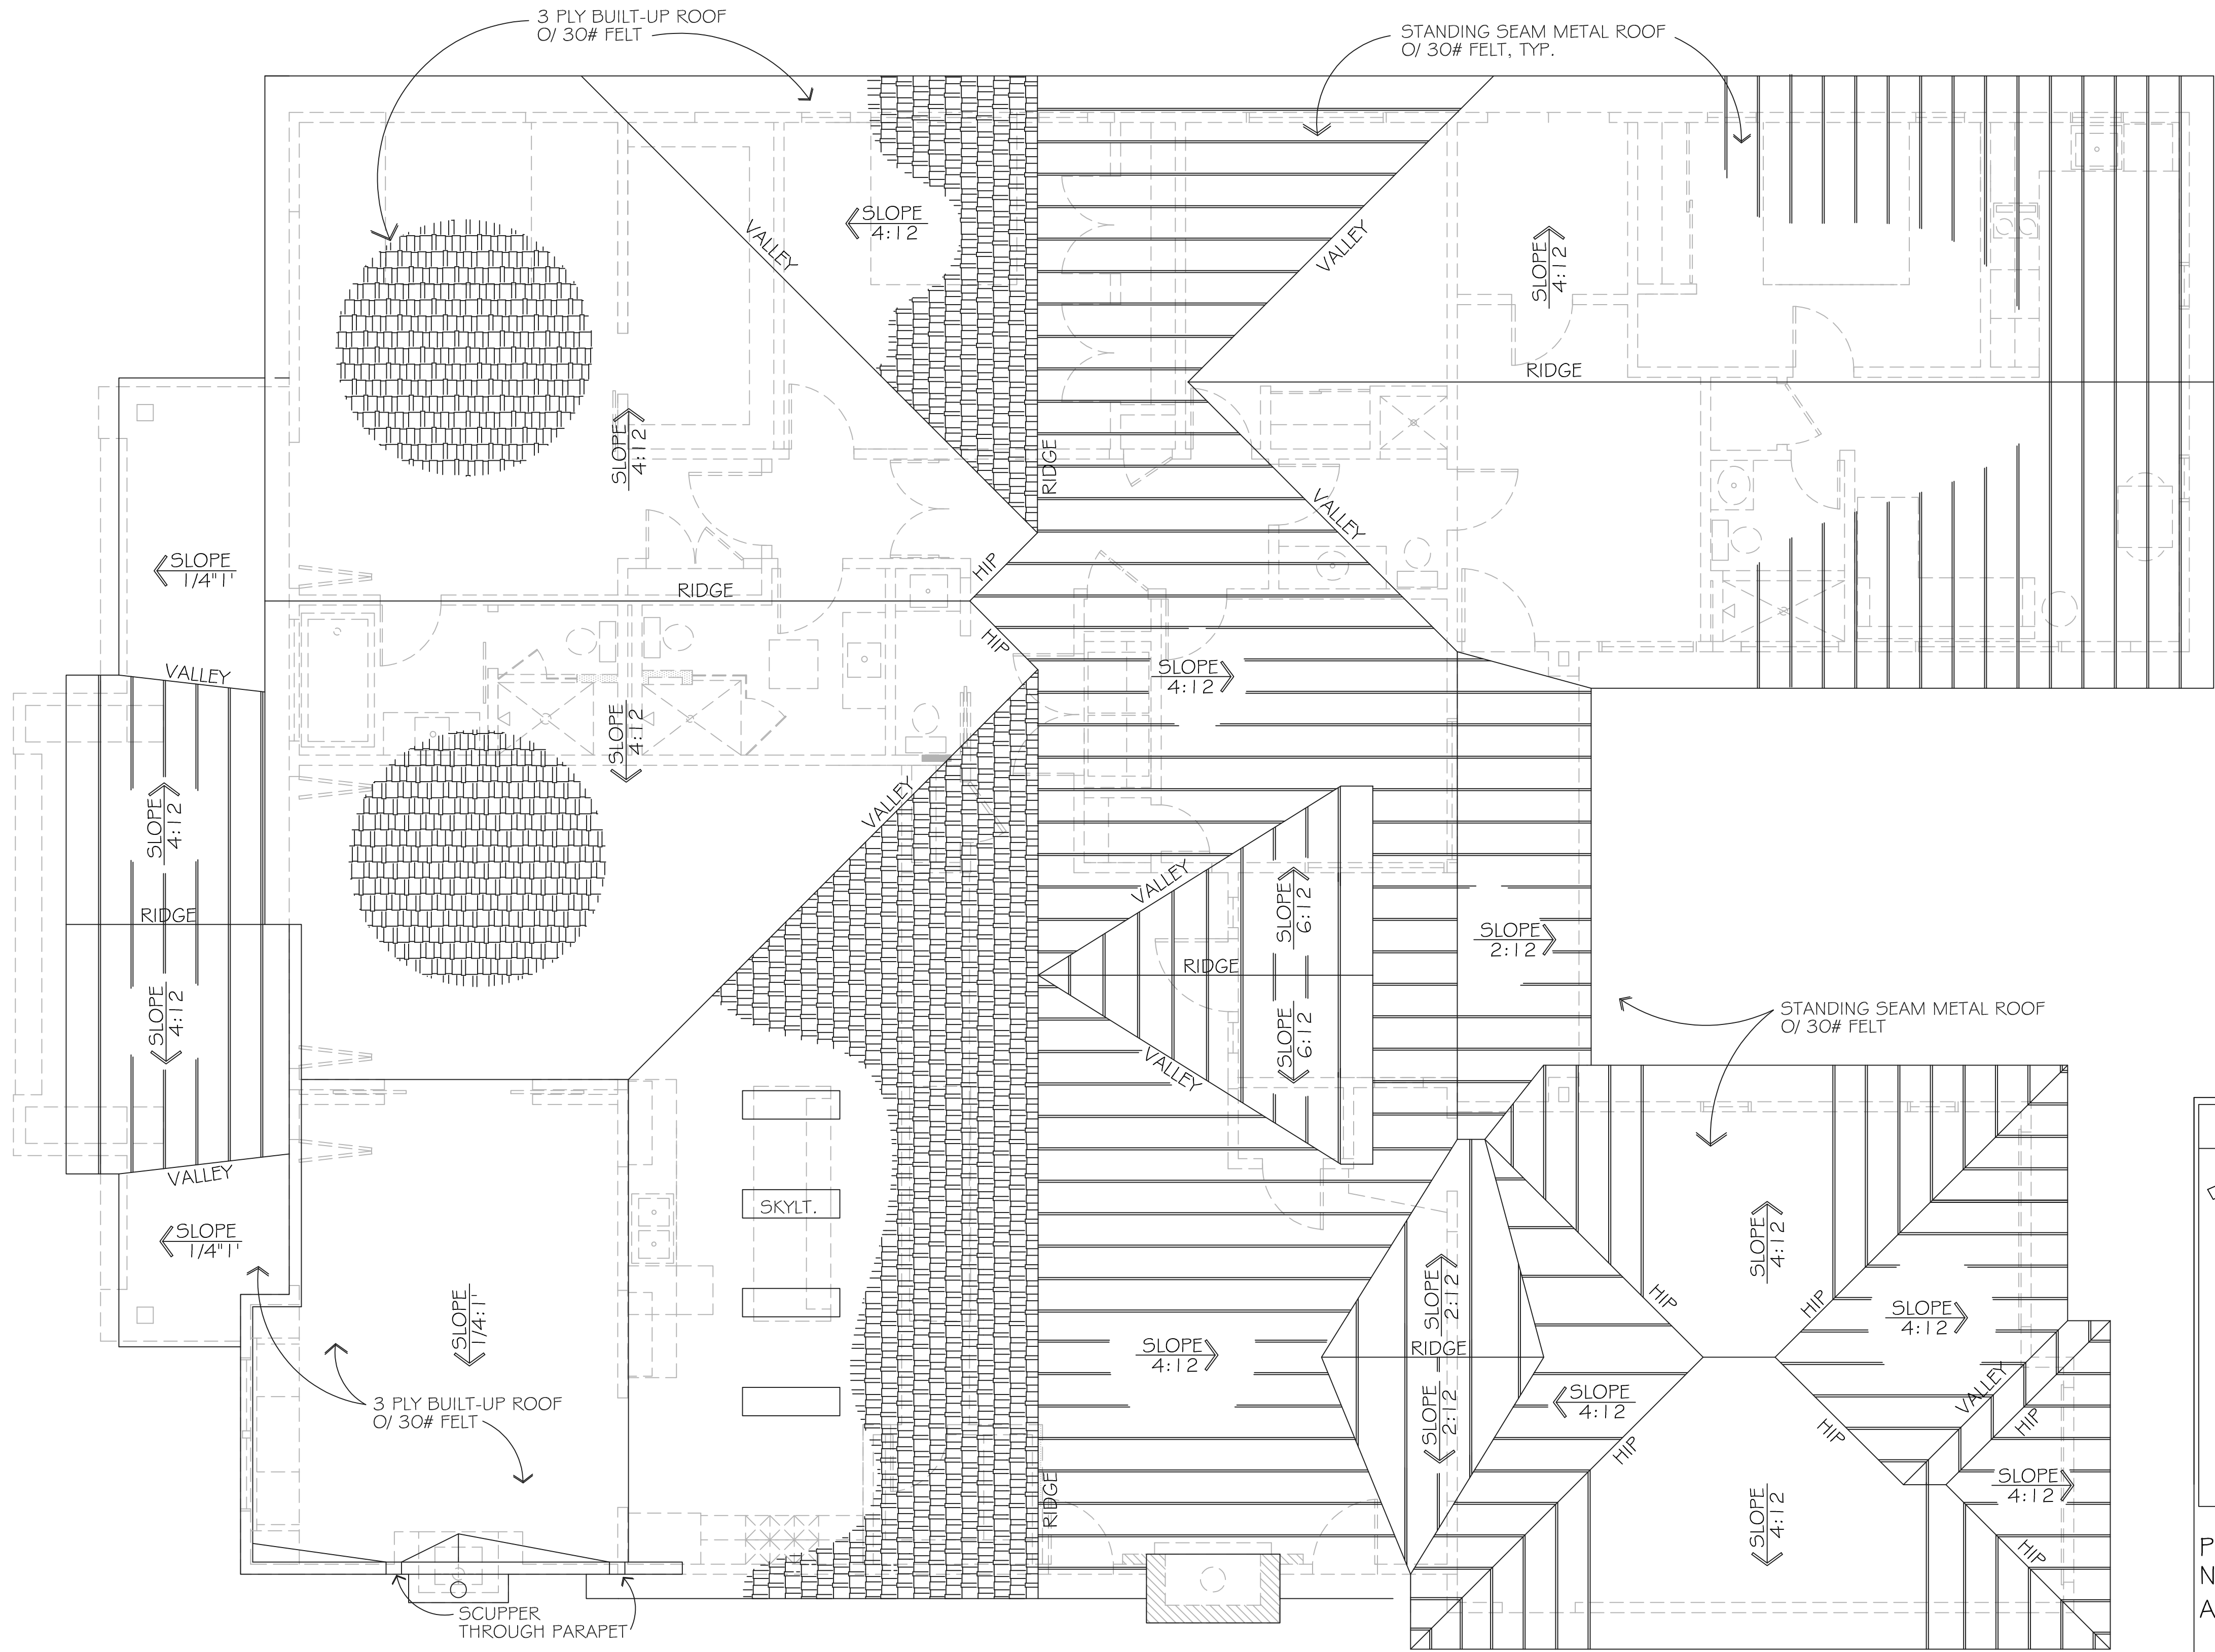 3 PLY BUILT-UP ROOF
O/ 30# FELT
STANDING SEAM METAL ROOF
O/ 30# FELT, TYP.
SLOPE
4:12
VALLEY
VALLEY
SLOPE
4:12
RIDGE
SLOPE
4:12
RIDGE
VALLEY
SLOPE
1/4"1'
HIP
RIDGE
HIP
VALLEY
SLOPE
4:12
SLOPE
4:12
VALLEY
SLOPE
4:12
VALLEY
SLOPE
6:12
RIDGE
SLOPE
2:12
RIDGE
SLOPE
4:12
SLOPE
6:12
VALLEY
STANDING SEAM METAL ROOF
O/ 30# FELT
VALLEY
SKYLT.
SLOPE
1/4"1'
SLOPE
4:12
SLOPE
1/4:1'
SLOPE
2:12
HIP
HIP
SLOPE
4:12
SLOPE
4:12
RIDGE
SLOPE
2:12
SLOPE
4:12
VALLEY
HIP
HIP
HIP
3 PLY BUILT-UP ROOF
O/ 30# FELT
RIDGE
SLOPE
4:12
SLOPE
4:12
HIP
SCUPPER
THROUGH PARAPET
P
N
A